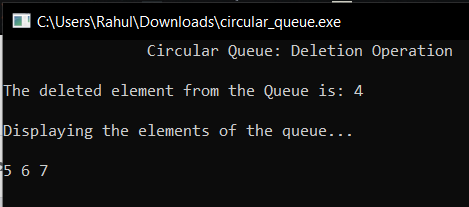 C:\Users\Rahul\Downloads\circular_queue.exe
Circular Queue: Deletion Operation
The deleted element from the Queue is: 4
Displaying the elements of the queue...
5 6 7